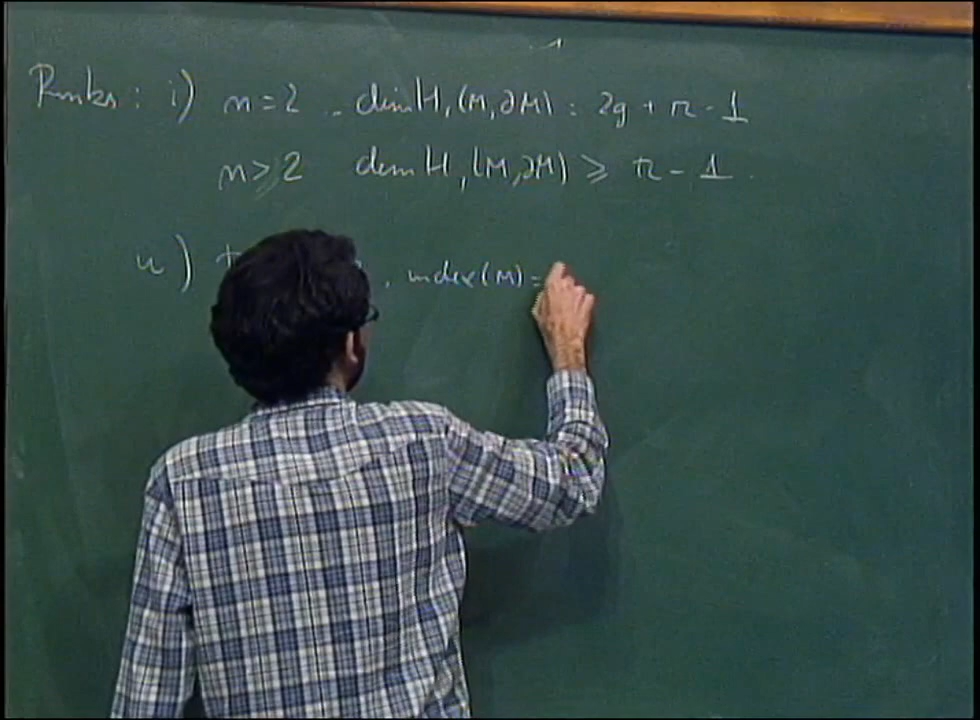 Rmks : i) n = 2 . dim H₁(M, ∂M) = 2g + r - 1
n > 2 dim H₁(M, ∂M) ≥ r - 1 .
ii) , index(M) =